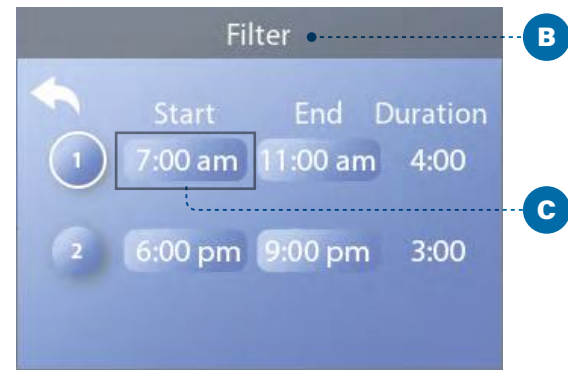 Filter
B
Start End Duration
1 7:00 am 11:00 am 4:00
C
2 6:00 pm 9:00 pm 3:00